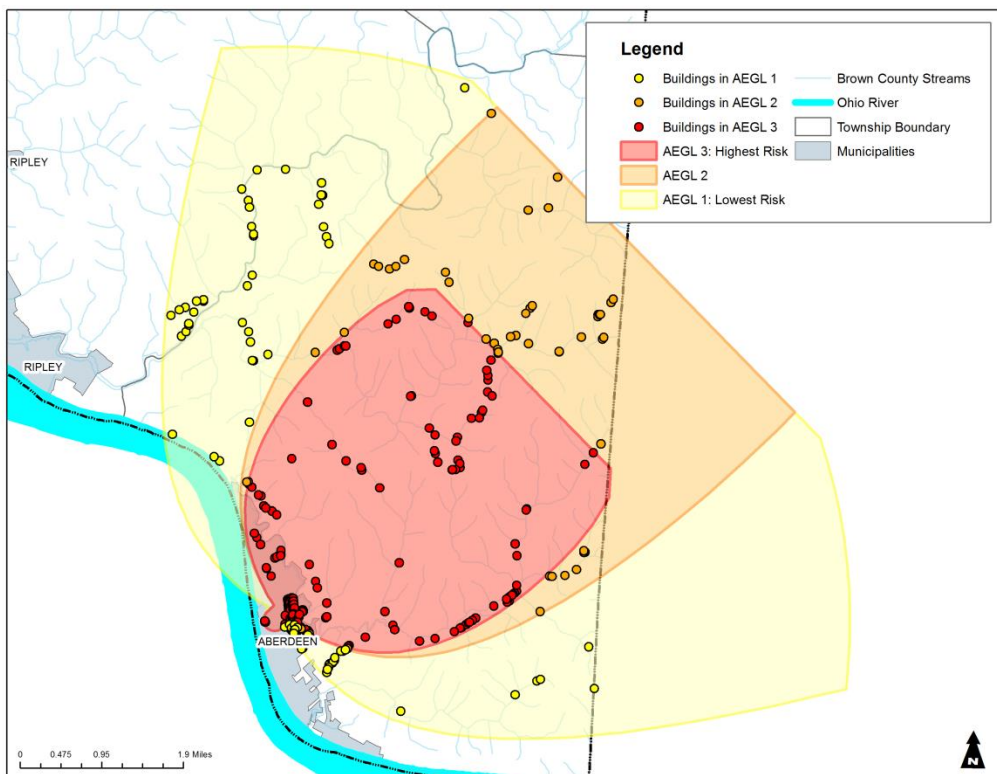 Legend
Buildings in AEGL 1
Buildings in AEGL 2
Buildings in AEGL 3
AEGL 3: Highest Risk
AEGL 2
AEGL 1: Lowest Risk
Brown County Streams
Ohio River
Township Boundary
Municipalities
RIPLEY
RIPLEY
ABERDEEN
0 0.475 0.95 1.9 Miles
N